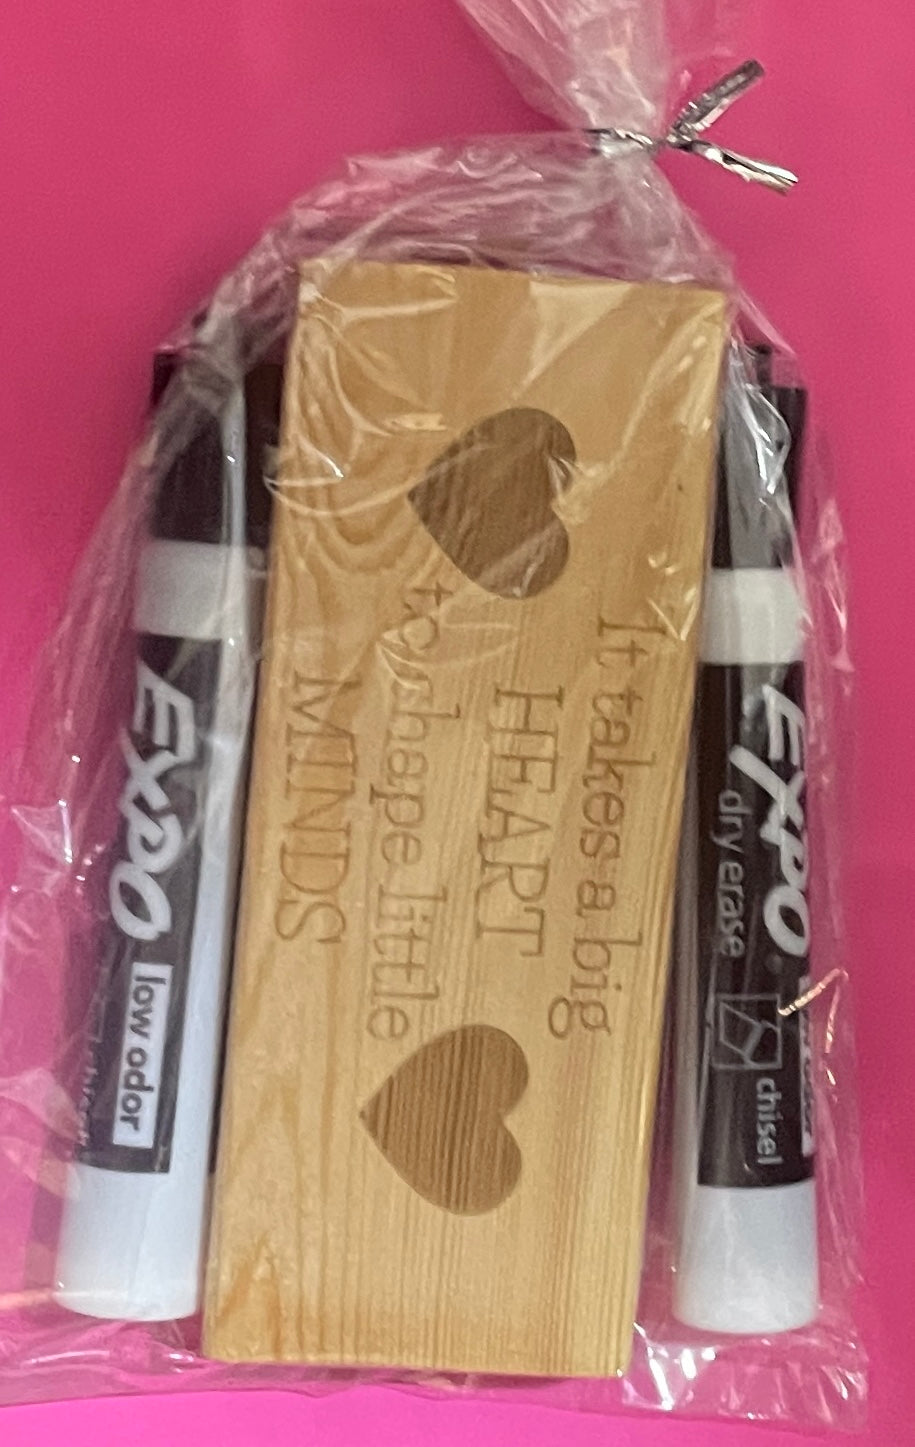 It takes a big
HEART
to shape little
MINDS
EXPO
low odor
EXPO
dry erase
chisel